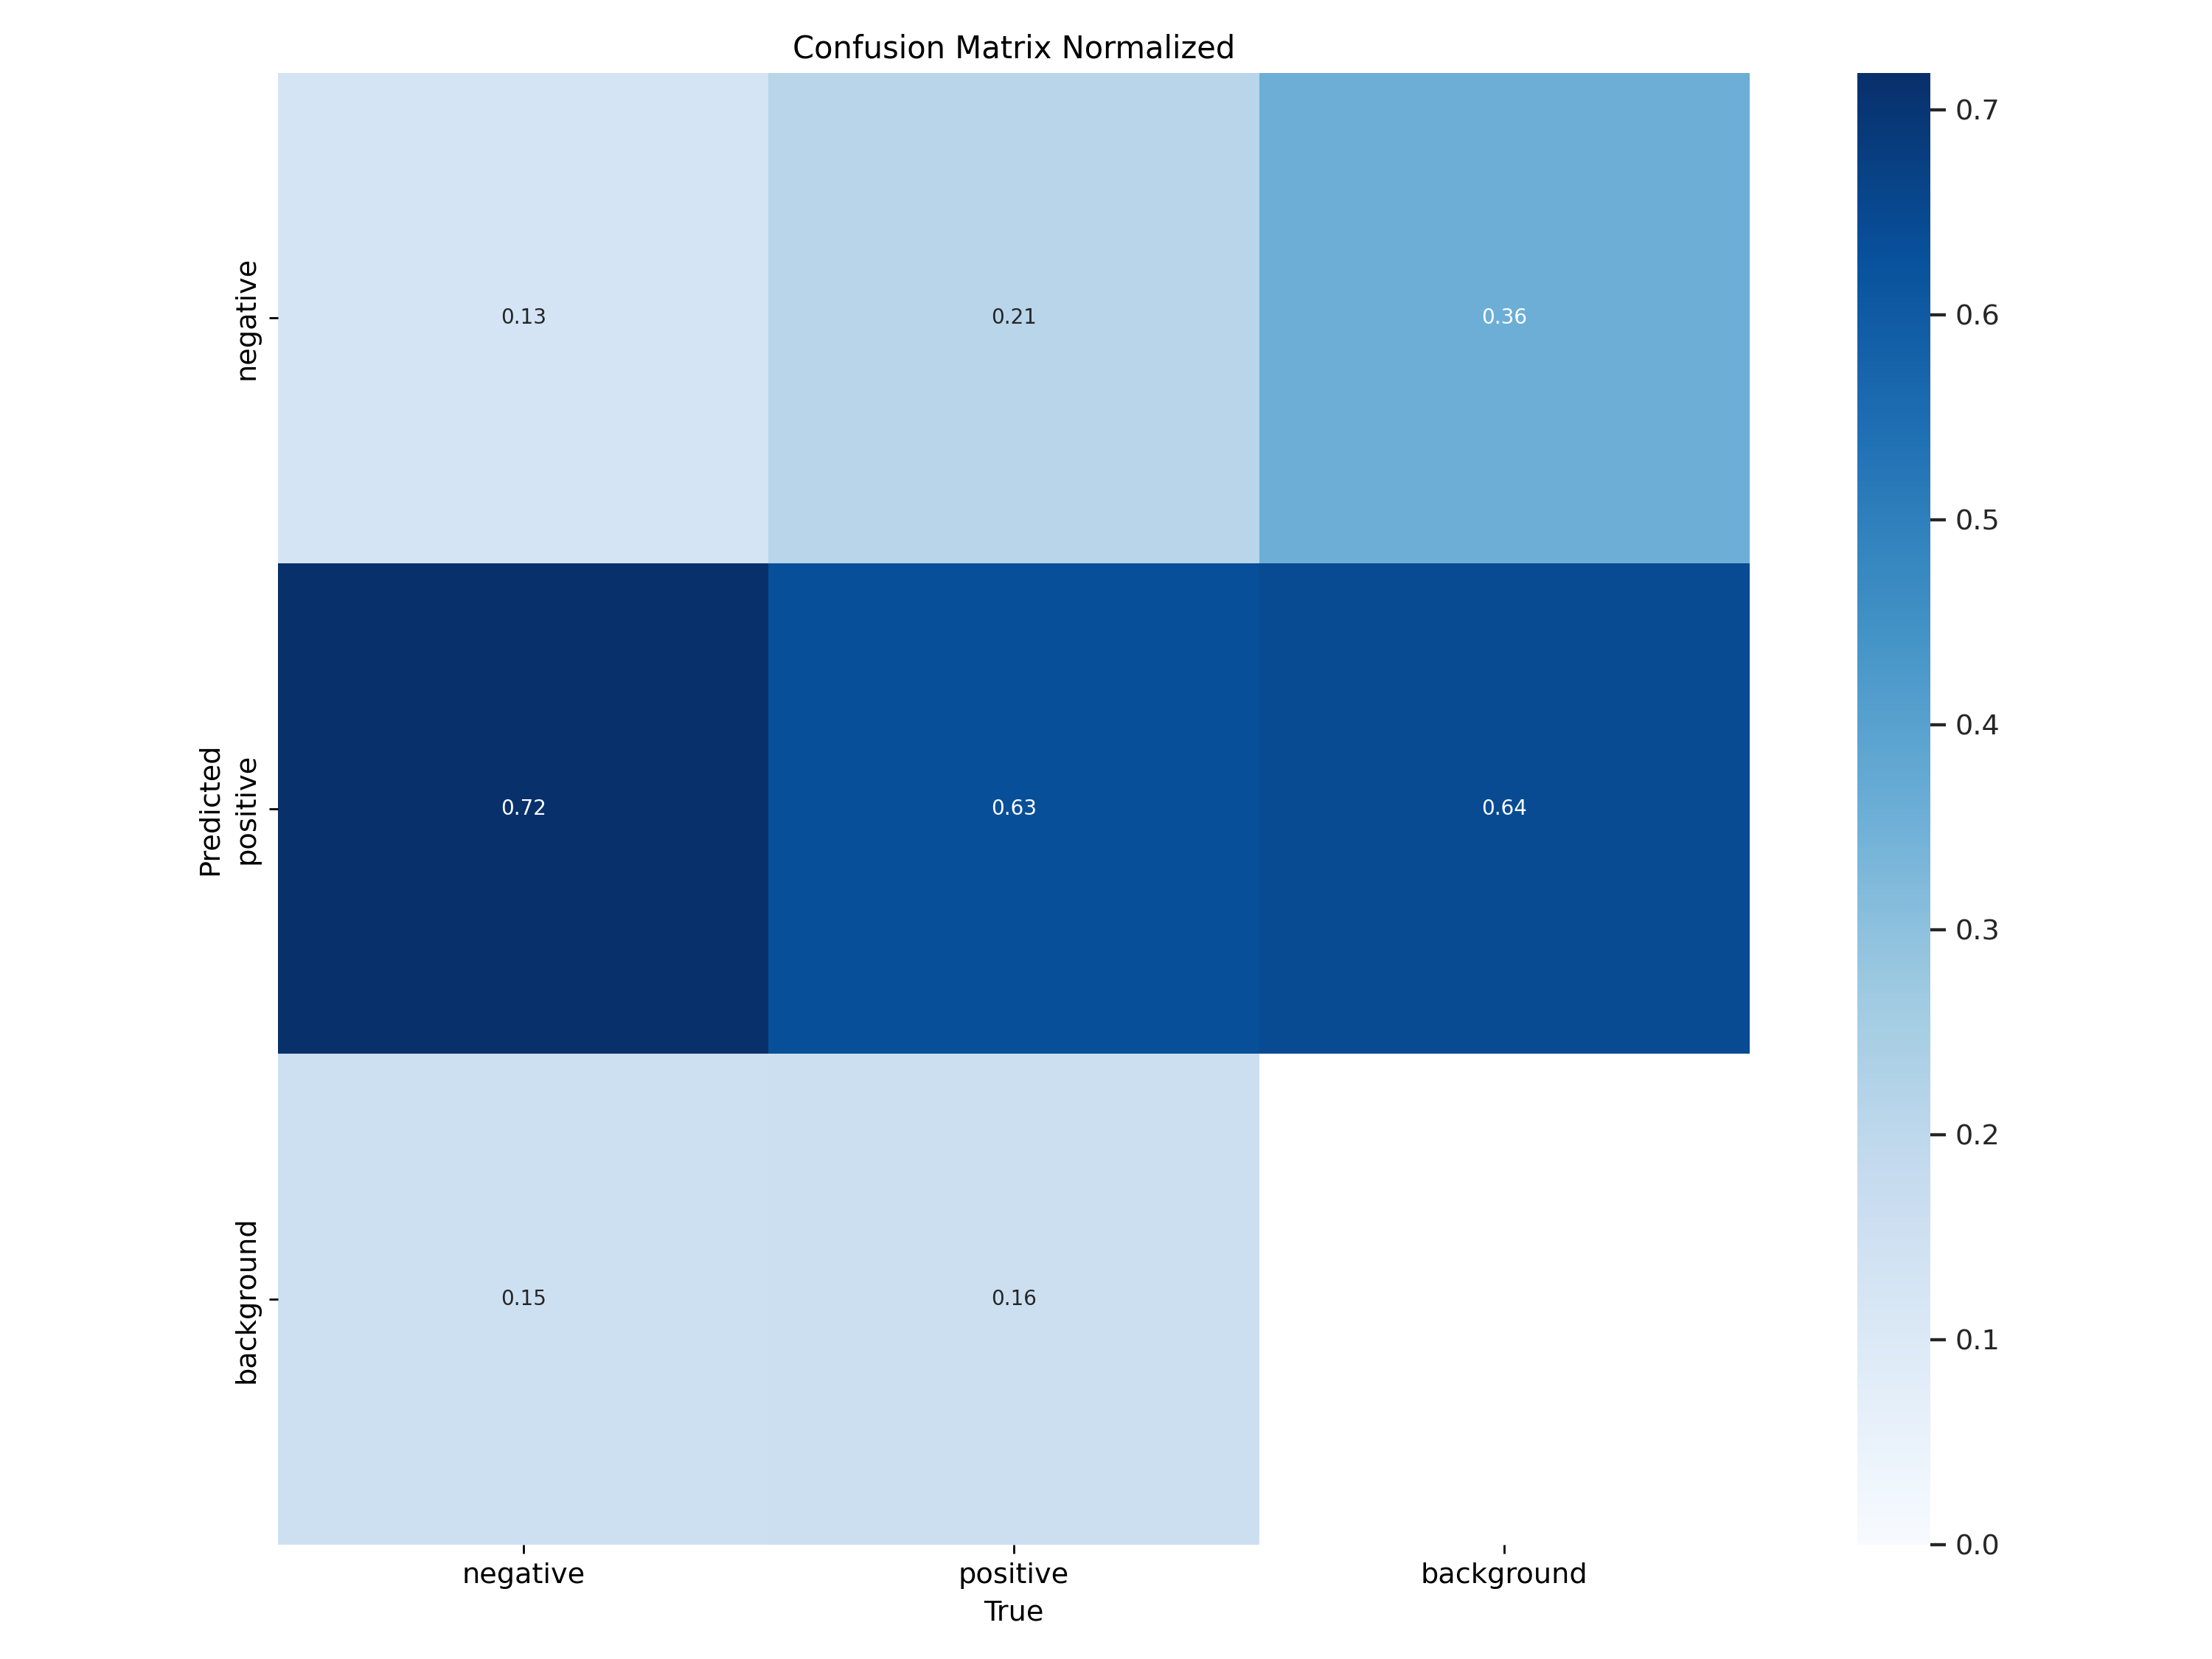 Confusion Matrix Normalized
negative
0.13
0.21
0.36
Predicted
positive
0.72
0.63
0.64
background
0.15
0.16
negative
positive
background
True
0.7
0.6
0.5
0.4
0.3
0.2
0.1
0.0